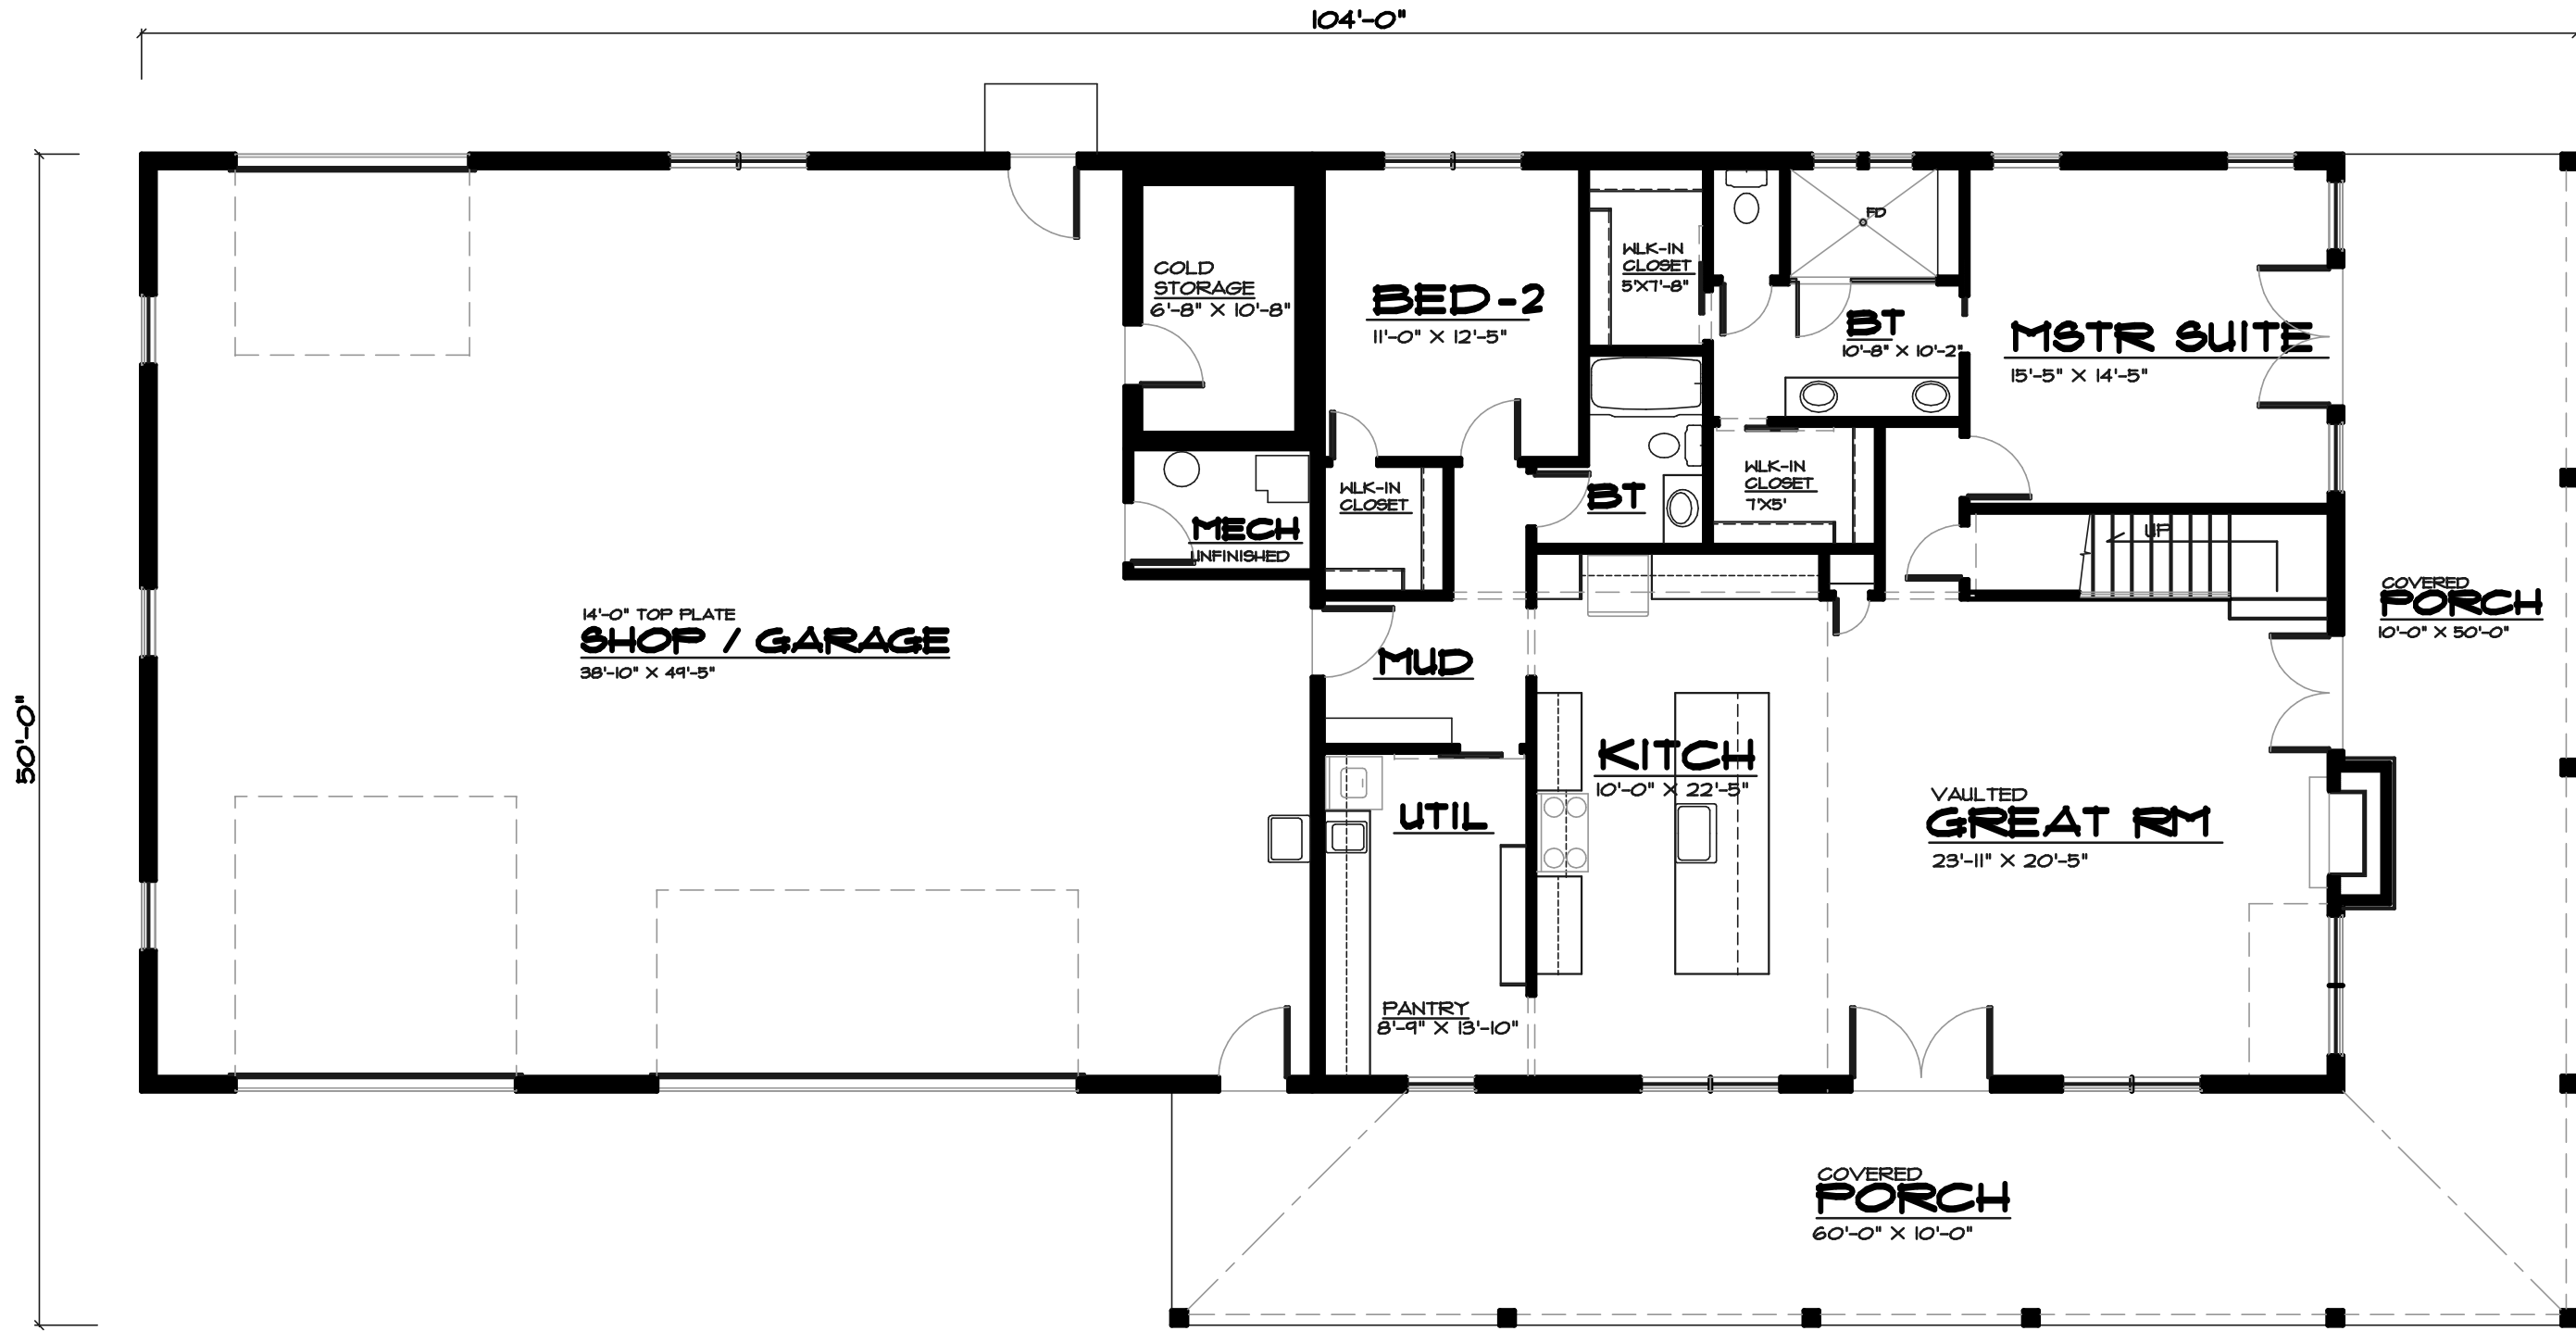 104'-0"
50'-0"
COLD
STORAGE
6'-8" X 10'-8"
MECH
UNFINISHED
14'-0" TOP PLATE
SHOP / GARAGE
38'-10" X 49'-5"
BED-2
11'-0" X 12'-5"
WLK-IN
CLOSET
5'X7'-8"
FD
BT
10'-8" X 10'-2"
MSTR SUITE
15'-5" X 14'-5"
WLK-IN
CLOSET
BT
WLK-IN
CLOSET
7'X5'
UP
COVERED
PORCH
10'-0" X 50'-0"
MUD
KITCH
10'-0" X 22'-5"
UTIL
VAULTED
GREAT RM
23'-11" X 20'-5"
PANTRY
8'-9" X 13'-10"
COVERED
PORCH
60'-0" X 10'-0"